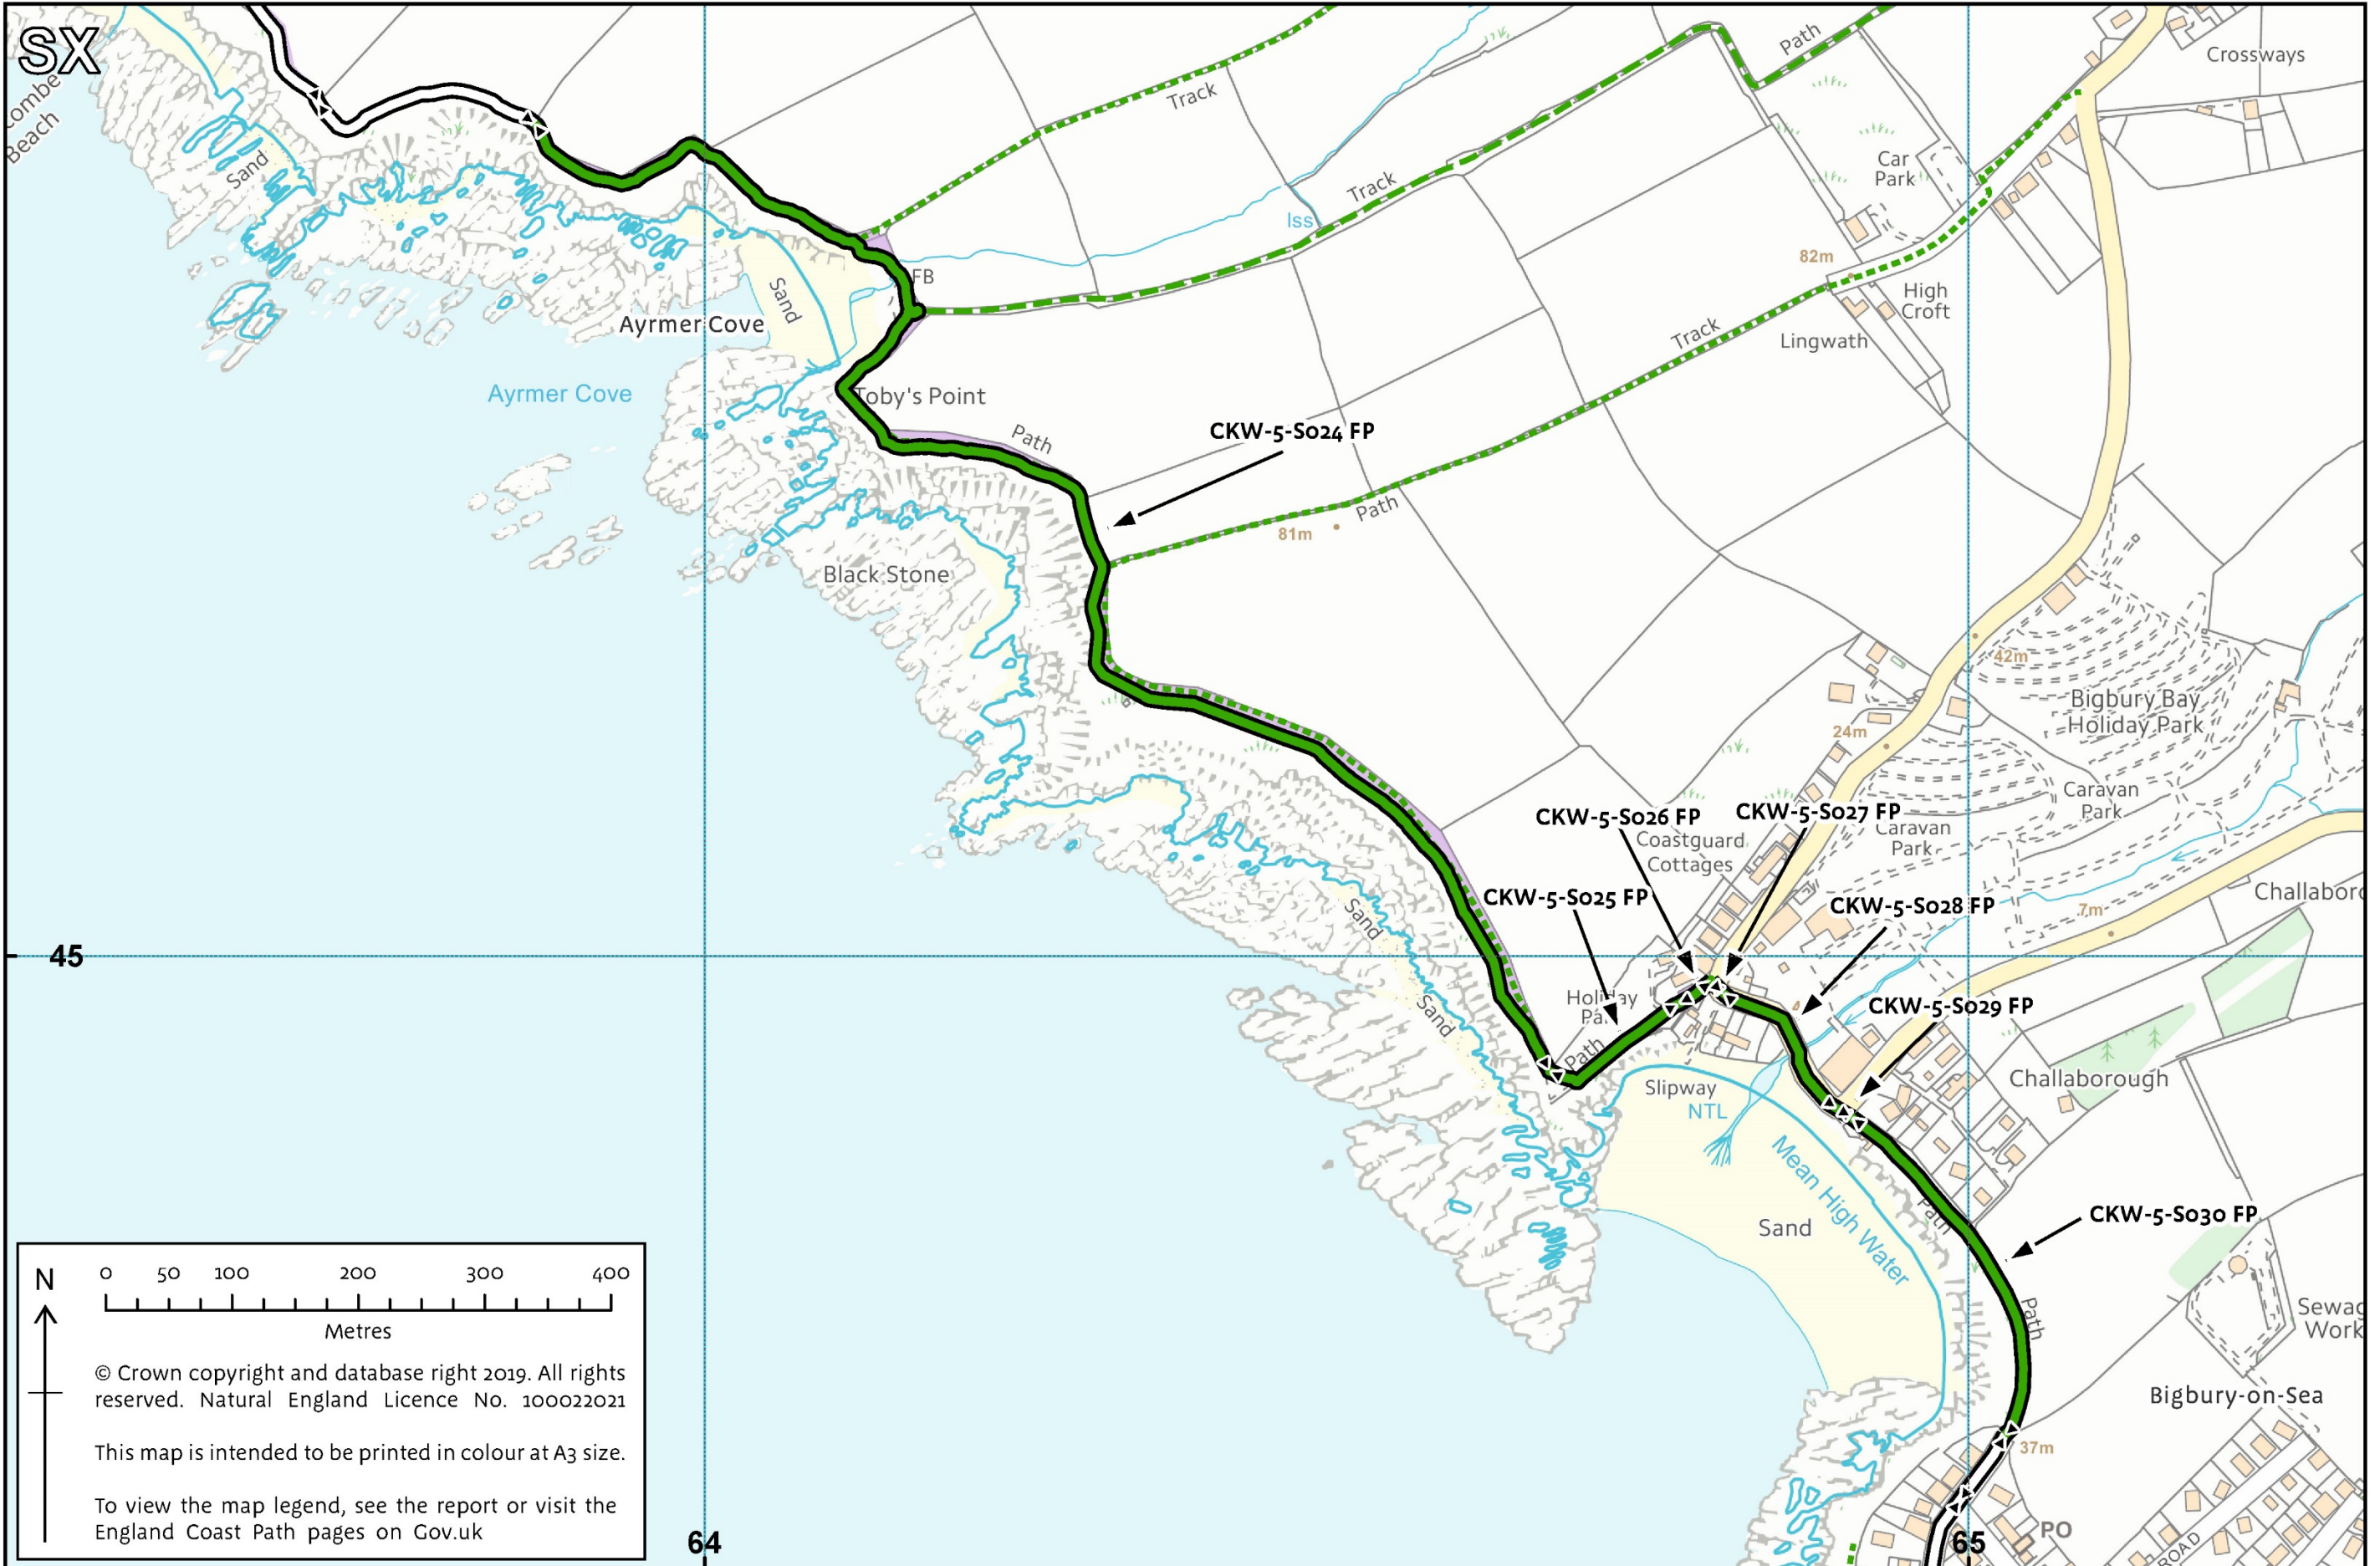 SX
combe
Beach
Sand
Track
Path
Crossways
Car
Park
Track
Iss
FB
Sand
82m
High
Croft
Lingwath
Track
Ayrmer Cove
Ayrmer Cove
Toby's Point
Path
CKW-5-S024 FP
Path
81m
Black Stone
42m
Bigbury Bay
Holiday Park
24m
Caravan
Park
CKW-5-S026 FP
CKW-5-S027 FP
Coastguard
Cottages
Caravan
Park
CKW-5-S025 FP
CKW-5-S028 FP
7m
Challabor
Sand
45
Sand
Holiday
Path
CKW-5-S029 FP
Slipway
NTL
Challaborough
Mean High Water
Sand
Path
CKW-5-S030 FP
Path
Sewag
Work
Bigbury-on-Sea
37m
N
0 50 100 200 300 400
Metres
© Crown copyright and database right 2019. All rights
reserved. Natural England Licence No. 100022021
This map is intended to be printed in colour at A3 size.
To view the map legend, see the report or visit the
England Coast Path pages on Gov.uk
64
65
PO
ROAD